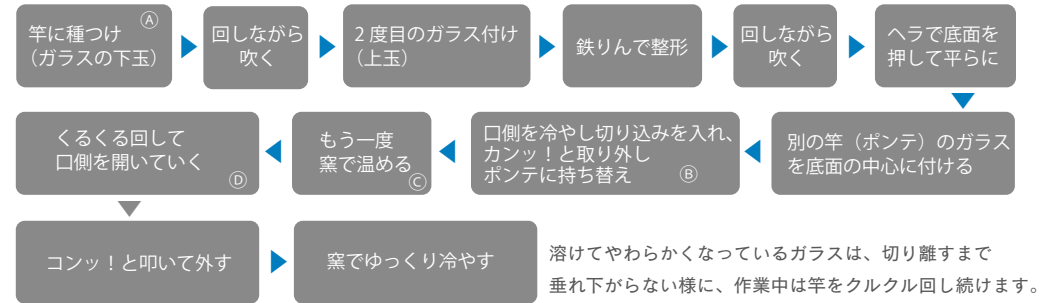 竿に種つけ Ⓐ
(ガラスの下玉)
回しながら
吹く
2度目のガラス付け
(上玉)
鉄りんで整形
回しながら
吹く
ヘラで底面を
押して平らに
別の竿(ポンテ)のガラス
を底面の中心に付ける
口側を冷やし切り込みを入れ、
カンッ!と取り外し
ポンテに持ち替え Ⓑ
もう一度
窯で温める
Ⓒ
くるくる回して
口側を開いていく
Ⓓ
コンッ!と叩いて外す
窯でゆっくり冷やす
溶けてやわらかくなっているガラスは、切り離すまで
垂れ下がらない様に、作業中は竿をクルクル回し続けます。